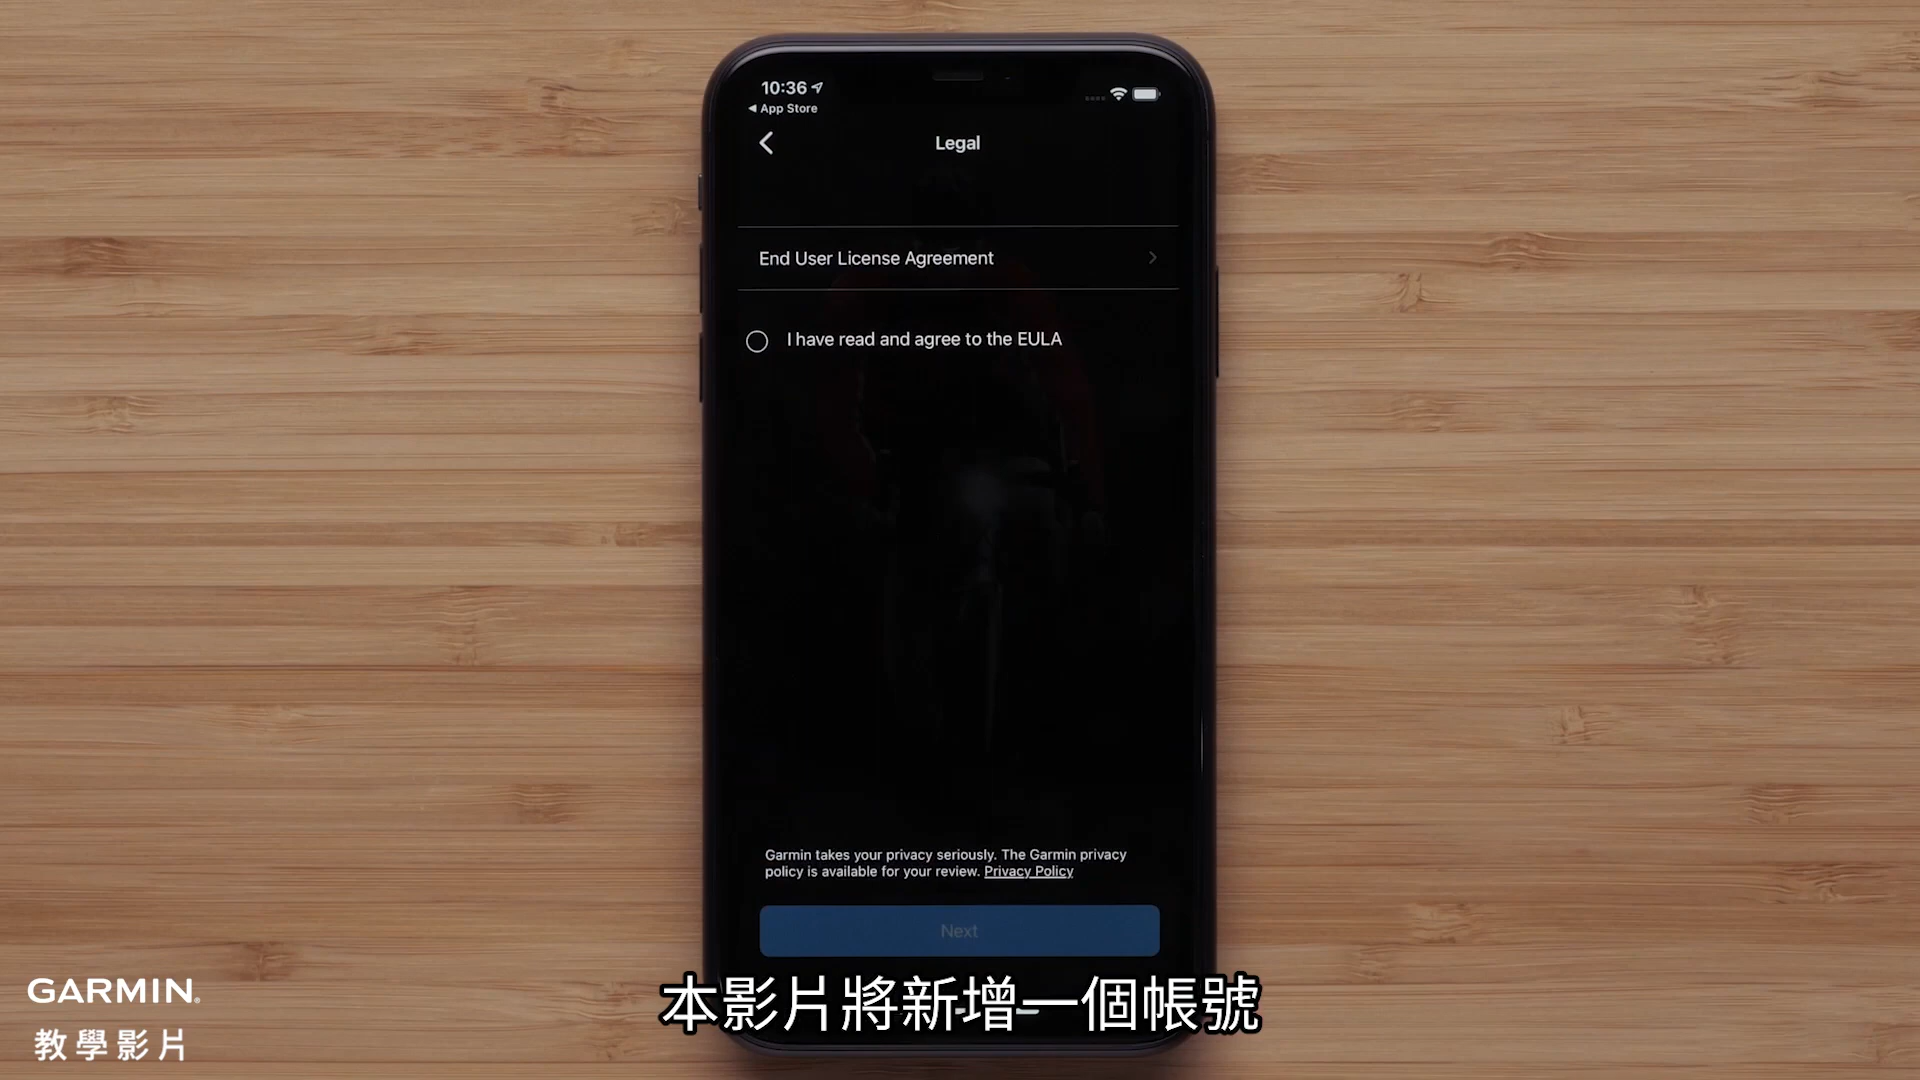 10:36
App Store
Legal
End User License Agreement
I have read and agree to the EULA
Garmin takes your privacy seriously. The Garmin privacy
policy is available for your review. Privacy Policy
Next
本影片將新增一個帳號
GARMIN®
教學影片